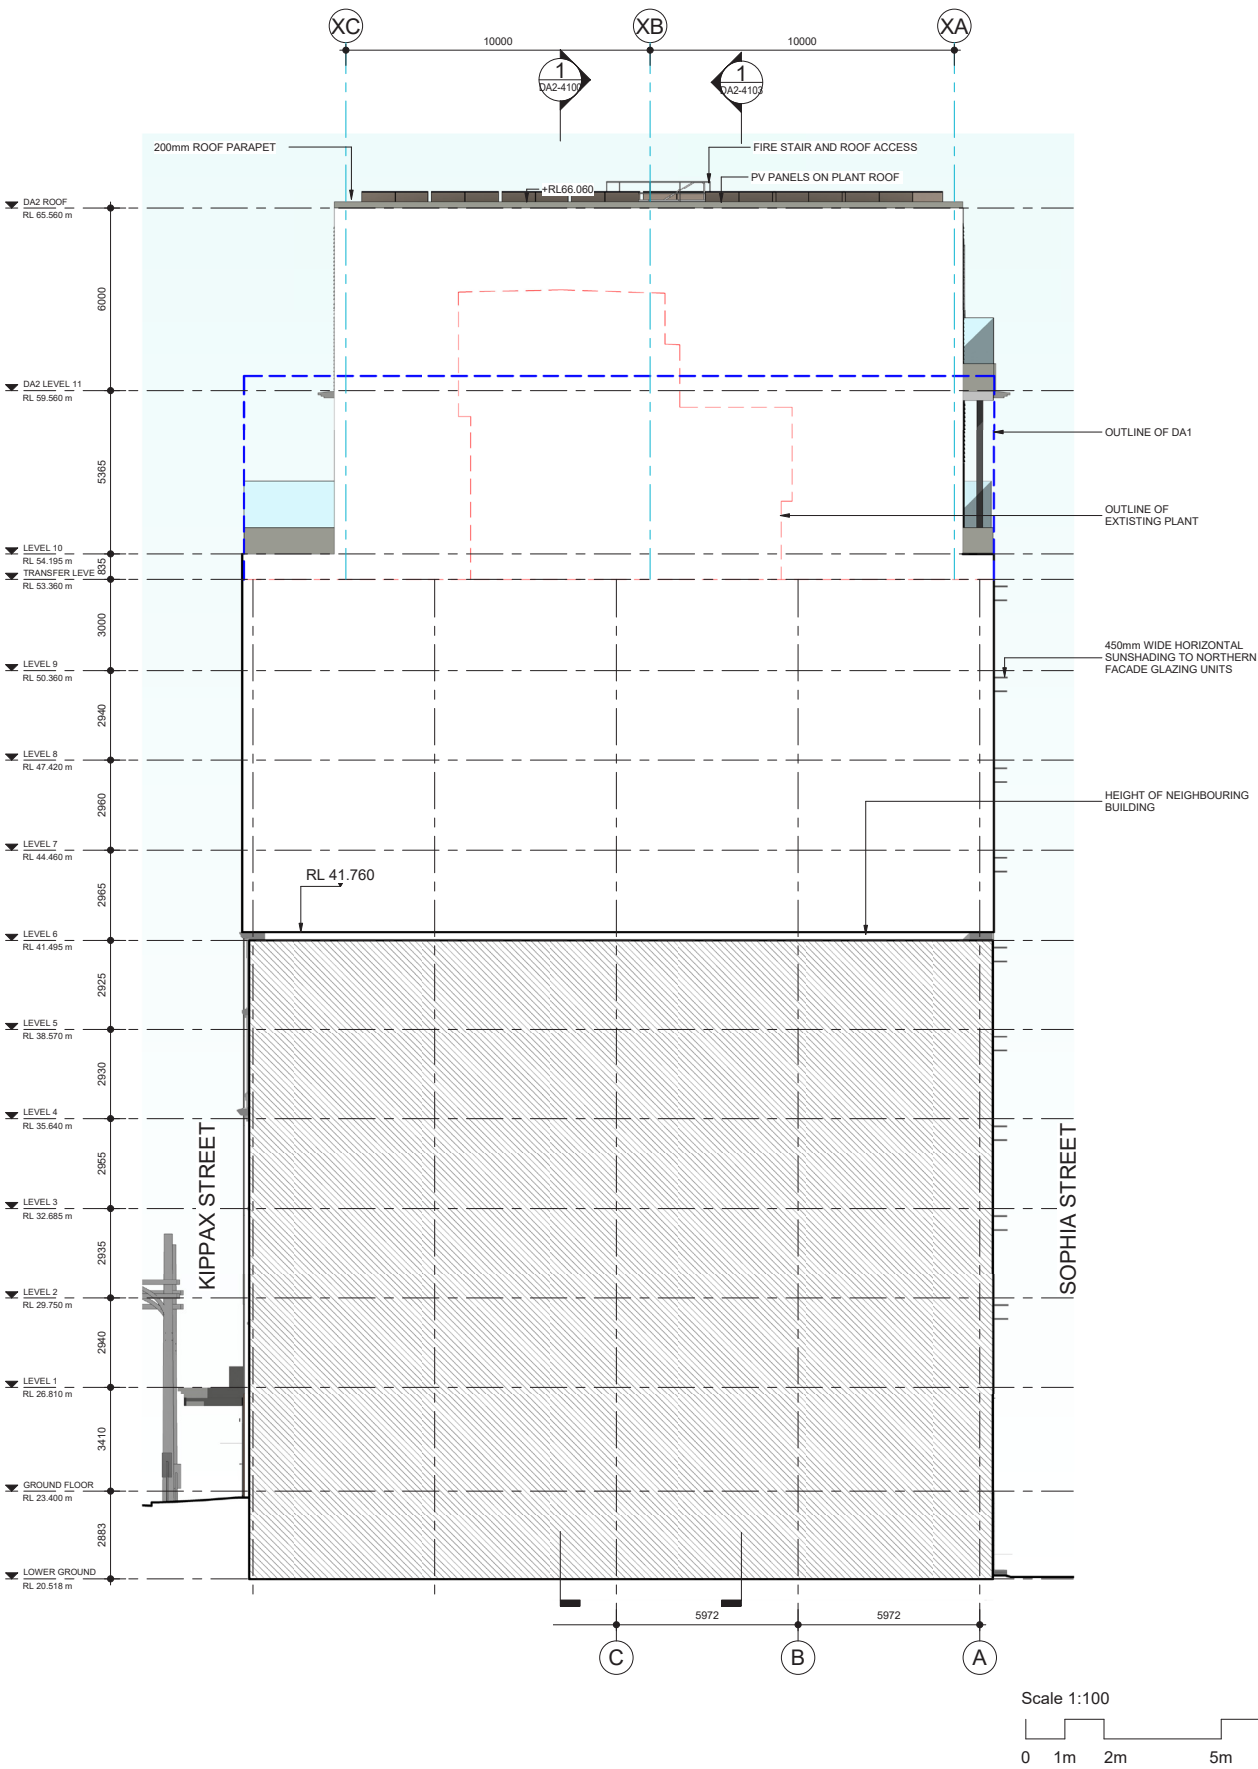 XC
XB
XA
10000
10000
1
DA2-4100
1
DA2-4103
200mm ROOF PARAPET
FIRE STAIR AND ROOF ACCESS
PV PANELS ON PLANT ROOF
+RL66.060
DA2 ROOF
RL 65.560 m
6000
DA2 LEVEL 11
RL 59.560 m
OUTLINE OF DA1
5365
OUTLINE OF
EXTISTING PLANT
LEVEL 10
RL 54.195 m
835
TRANSFER LEVE
RL 53.360 m
3000
450mm WIDE HORIZONTAL
SUNSHADING TO NORTHERN
FACADE GLAZING UNITS
LEVEL 9
RL 50.360 m
2940
LEVEL 8
RL 47.420 m
2960
HEIGHT OF NEIGHBOURING
BUILDING
LEVEL 7
RL 44.460 m
2965
RL 41.760
LEVEL 6
RL 41.495 m
2925
LEVEL 5
RL 38.570 m
2930
LEVEL 4
RL 35.640 m
2955
KIPPAX STREET
SOPHIA STREET
LEVEL 3
RL 32.685 m
2935
LEVEL 2
RL 29.750 m
2940
LEVEL 1
RL 26.810 m
3410
GROUND FLOOR
RL 23.400 m
2883
LOWER GROUND
RL 20.518 m
5972
5972
C
B
A
Scale 1:100
0 1m 2m 5m